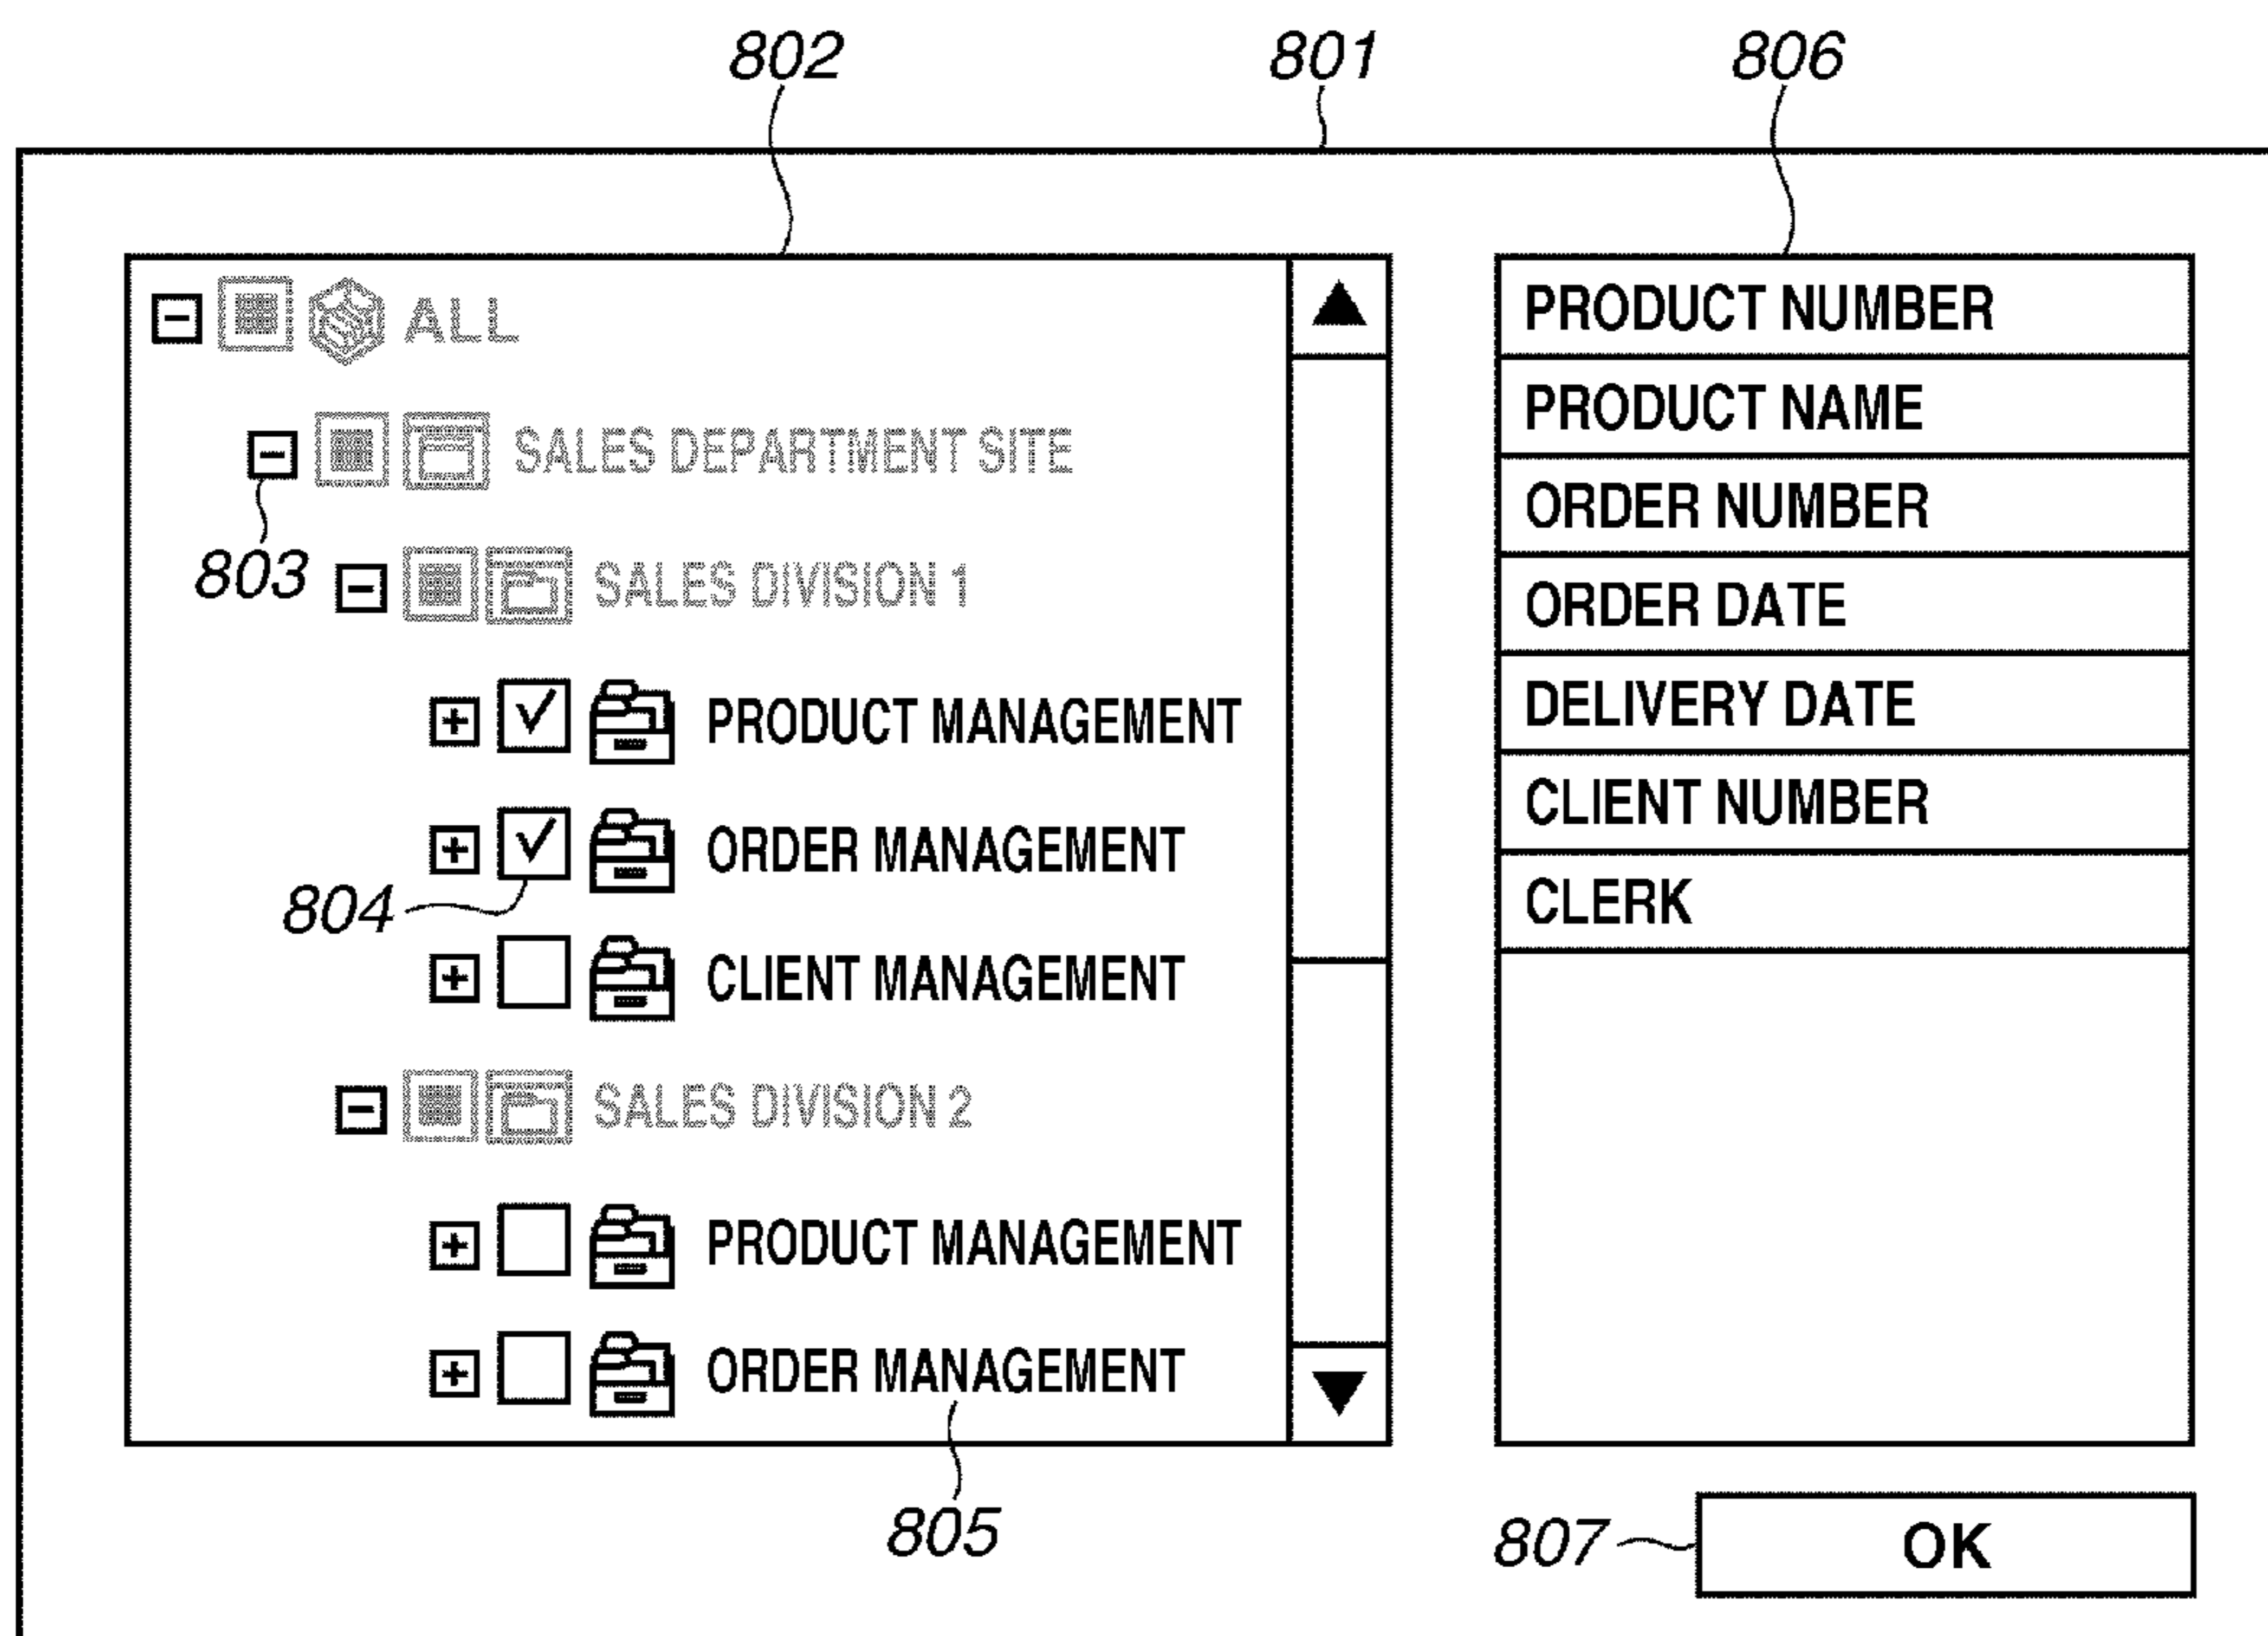 802
801
806
ALL
SALES DEPARTMENT SITE
803
SALES DIVISION 1
PRODUCT MANAGEMENT
ORDER MANAGEMENT
804
CLIENT MANAGEMENT
SALES DIVISION 2
PRODUCT MANAGEMENT
ORDER MANAGEMENT
805
PRODUCT NUMBER
PRODUCT NAME
ORDER NUMBER
ORDER DATE
DELIVERY DATE
CLIENT NUMBER
CLERK
807
OK